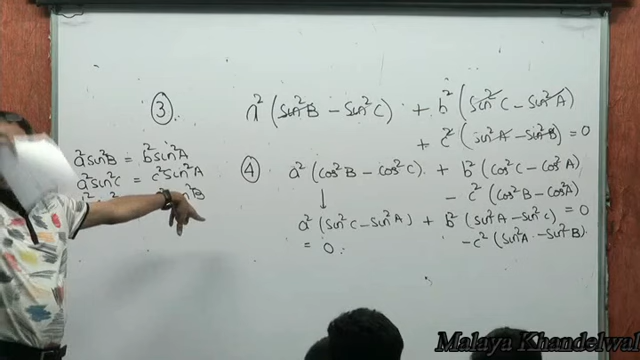 ③. a²(sin²B − sin²C) + b²(sin²C − sin²A)
+ c²(sin²A − sin²B) = 0
a²sin²B = b²sin²A
a²sin²C = c²sin²A
²B
④ a²(cos²B − cos²C) + b²(cos²C − cos²A)
− c²(cos²B − cos²A)
↓
a²(sin²C − sin²A) + b²(sin²A − sin²C) = 0
− c²(sin²A − sin²B)
= 0.
Malaya Khandelwal